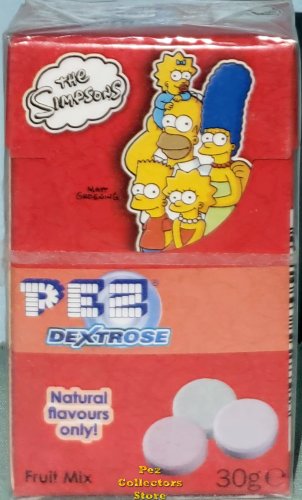 THE
SIMPSONS
MATT
GROENING
PEZ
DEXTROSE
Natural
flavours
only!
Fruit Mix
30g e
Pez
Collectors
Store